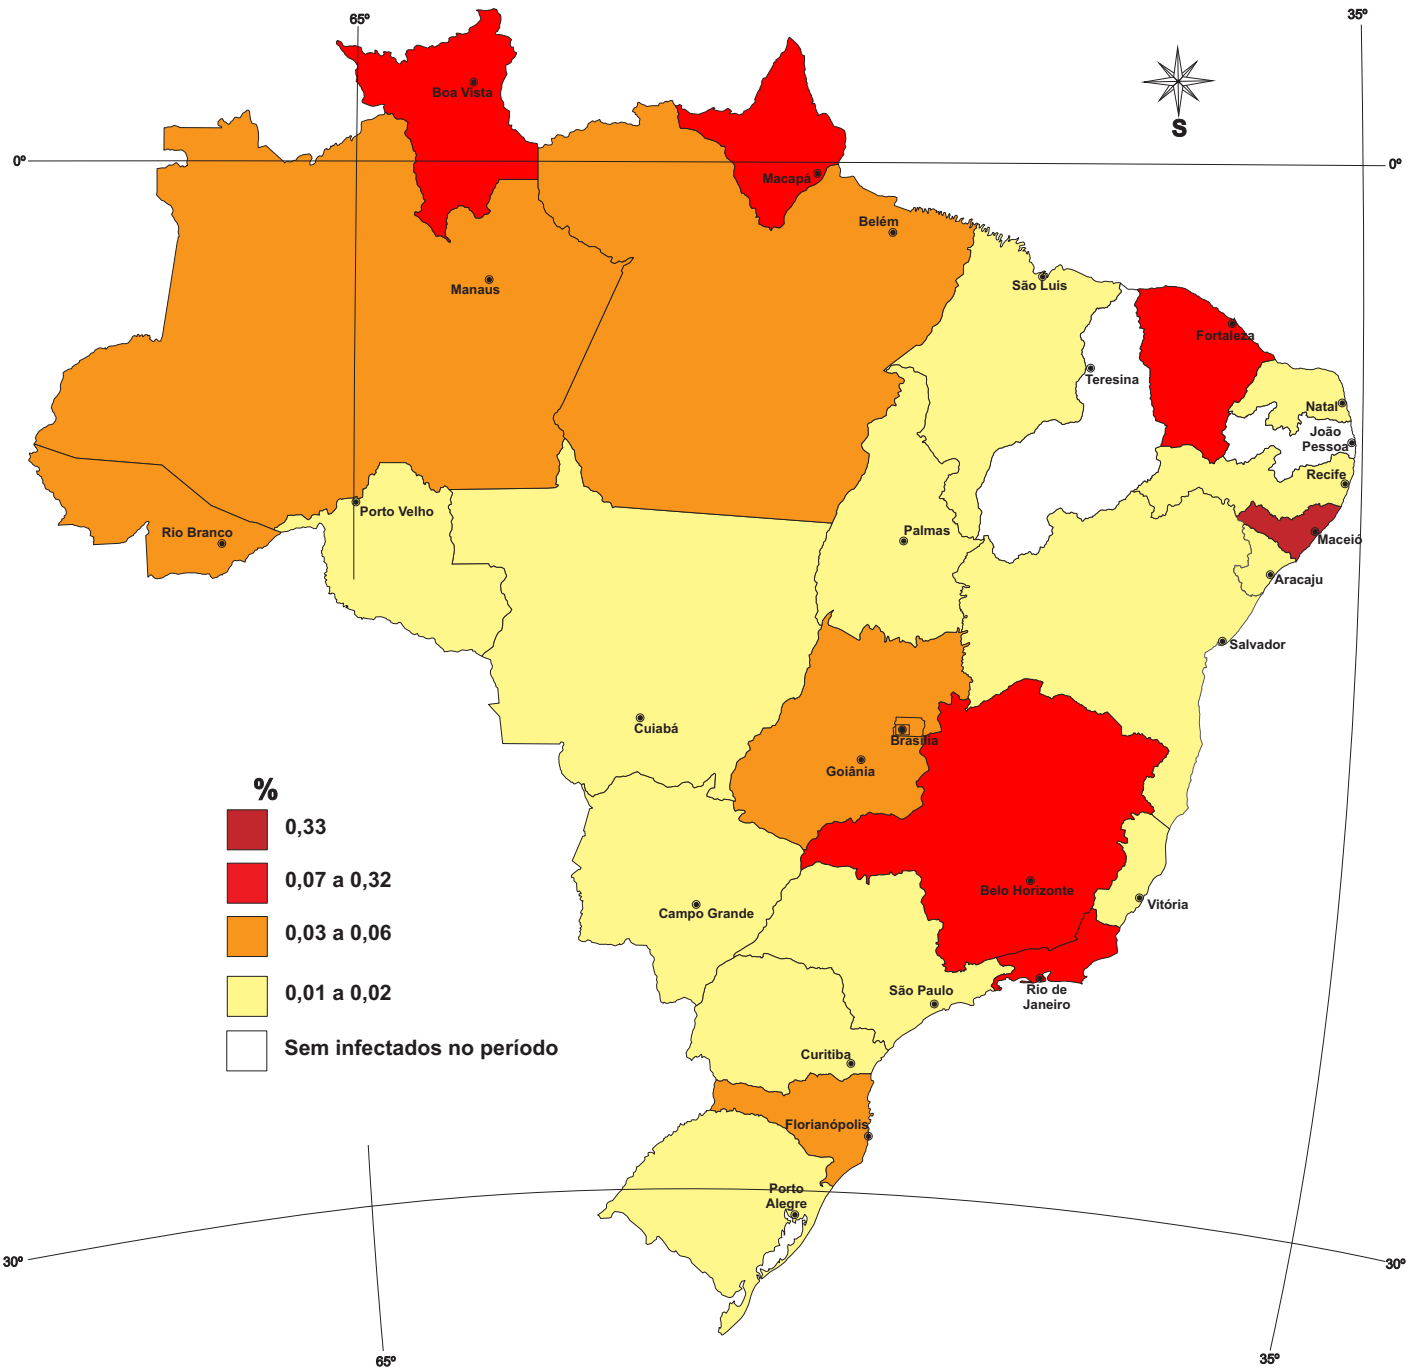 65º
35º
Boa Vista
S
0º
0º
Macapá
Belém
São Luis
Manaus
Fortaleza
Teresina
Natal
João
Pessoa
Recife
Porto Velho
Rio Branco
Palmas
Maceió
Aracaju
Salvador
Cuiabá
Brasília
Goiânia
%
0,33
0,07 a 0,32
Belo Horizonte
Vitória
Campo Grande
0,03 a 0,06
0,01 a 0,02
São Paulo
Rio de
Janeiro
Sem infectados no período
Curitiba
Florianópolis
Porto
Alegre
30º
30º
65º
35º